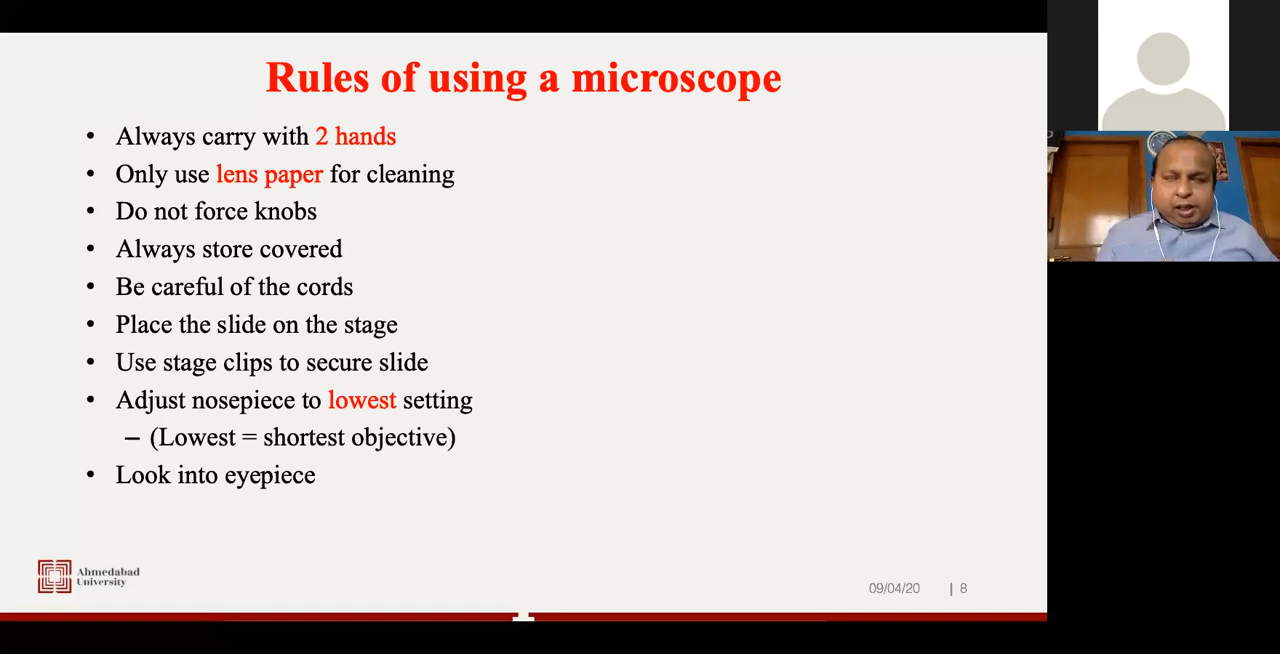 Rules of using a microscope
• Always carry with 2 hands
• Only use lens paper for cleaning
• Do not force knobs
• Always store covered
• Be careful of the cords
• Place the slide on the stage
• Use stage clips to secure slide
• Adjust nosepiece to lowest setting
– (Lowest = shortest objective)
• Look into eyepiece
Ahmedabad
University
09/04/20 | 8